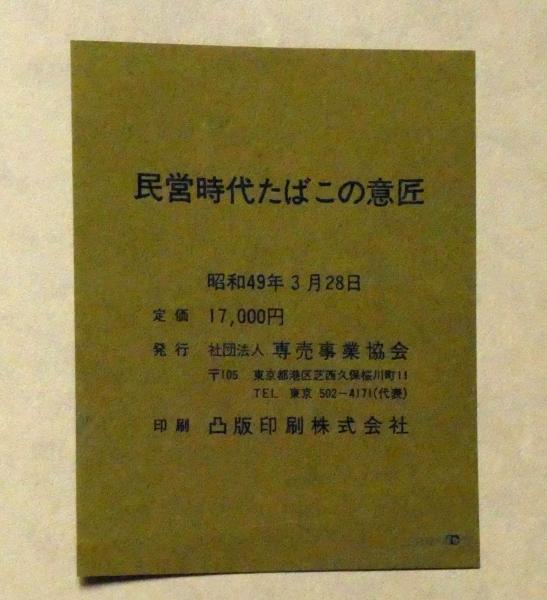 民営時代たばこの意匠
昭和49年3月28日
定価 17,000円
発行 社団法人 専売事業協会
〒105 東京都港区芝西久保桜川町11
TEL 東京 502-4171(代表)
印刷 凸版印刷株式会社